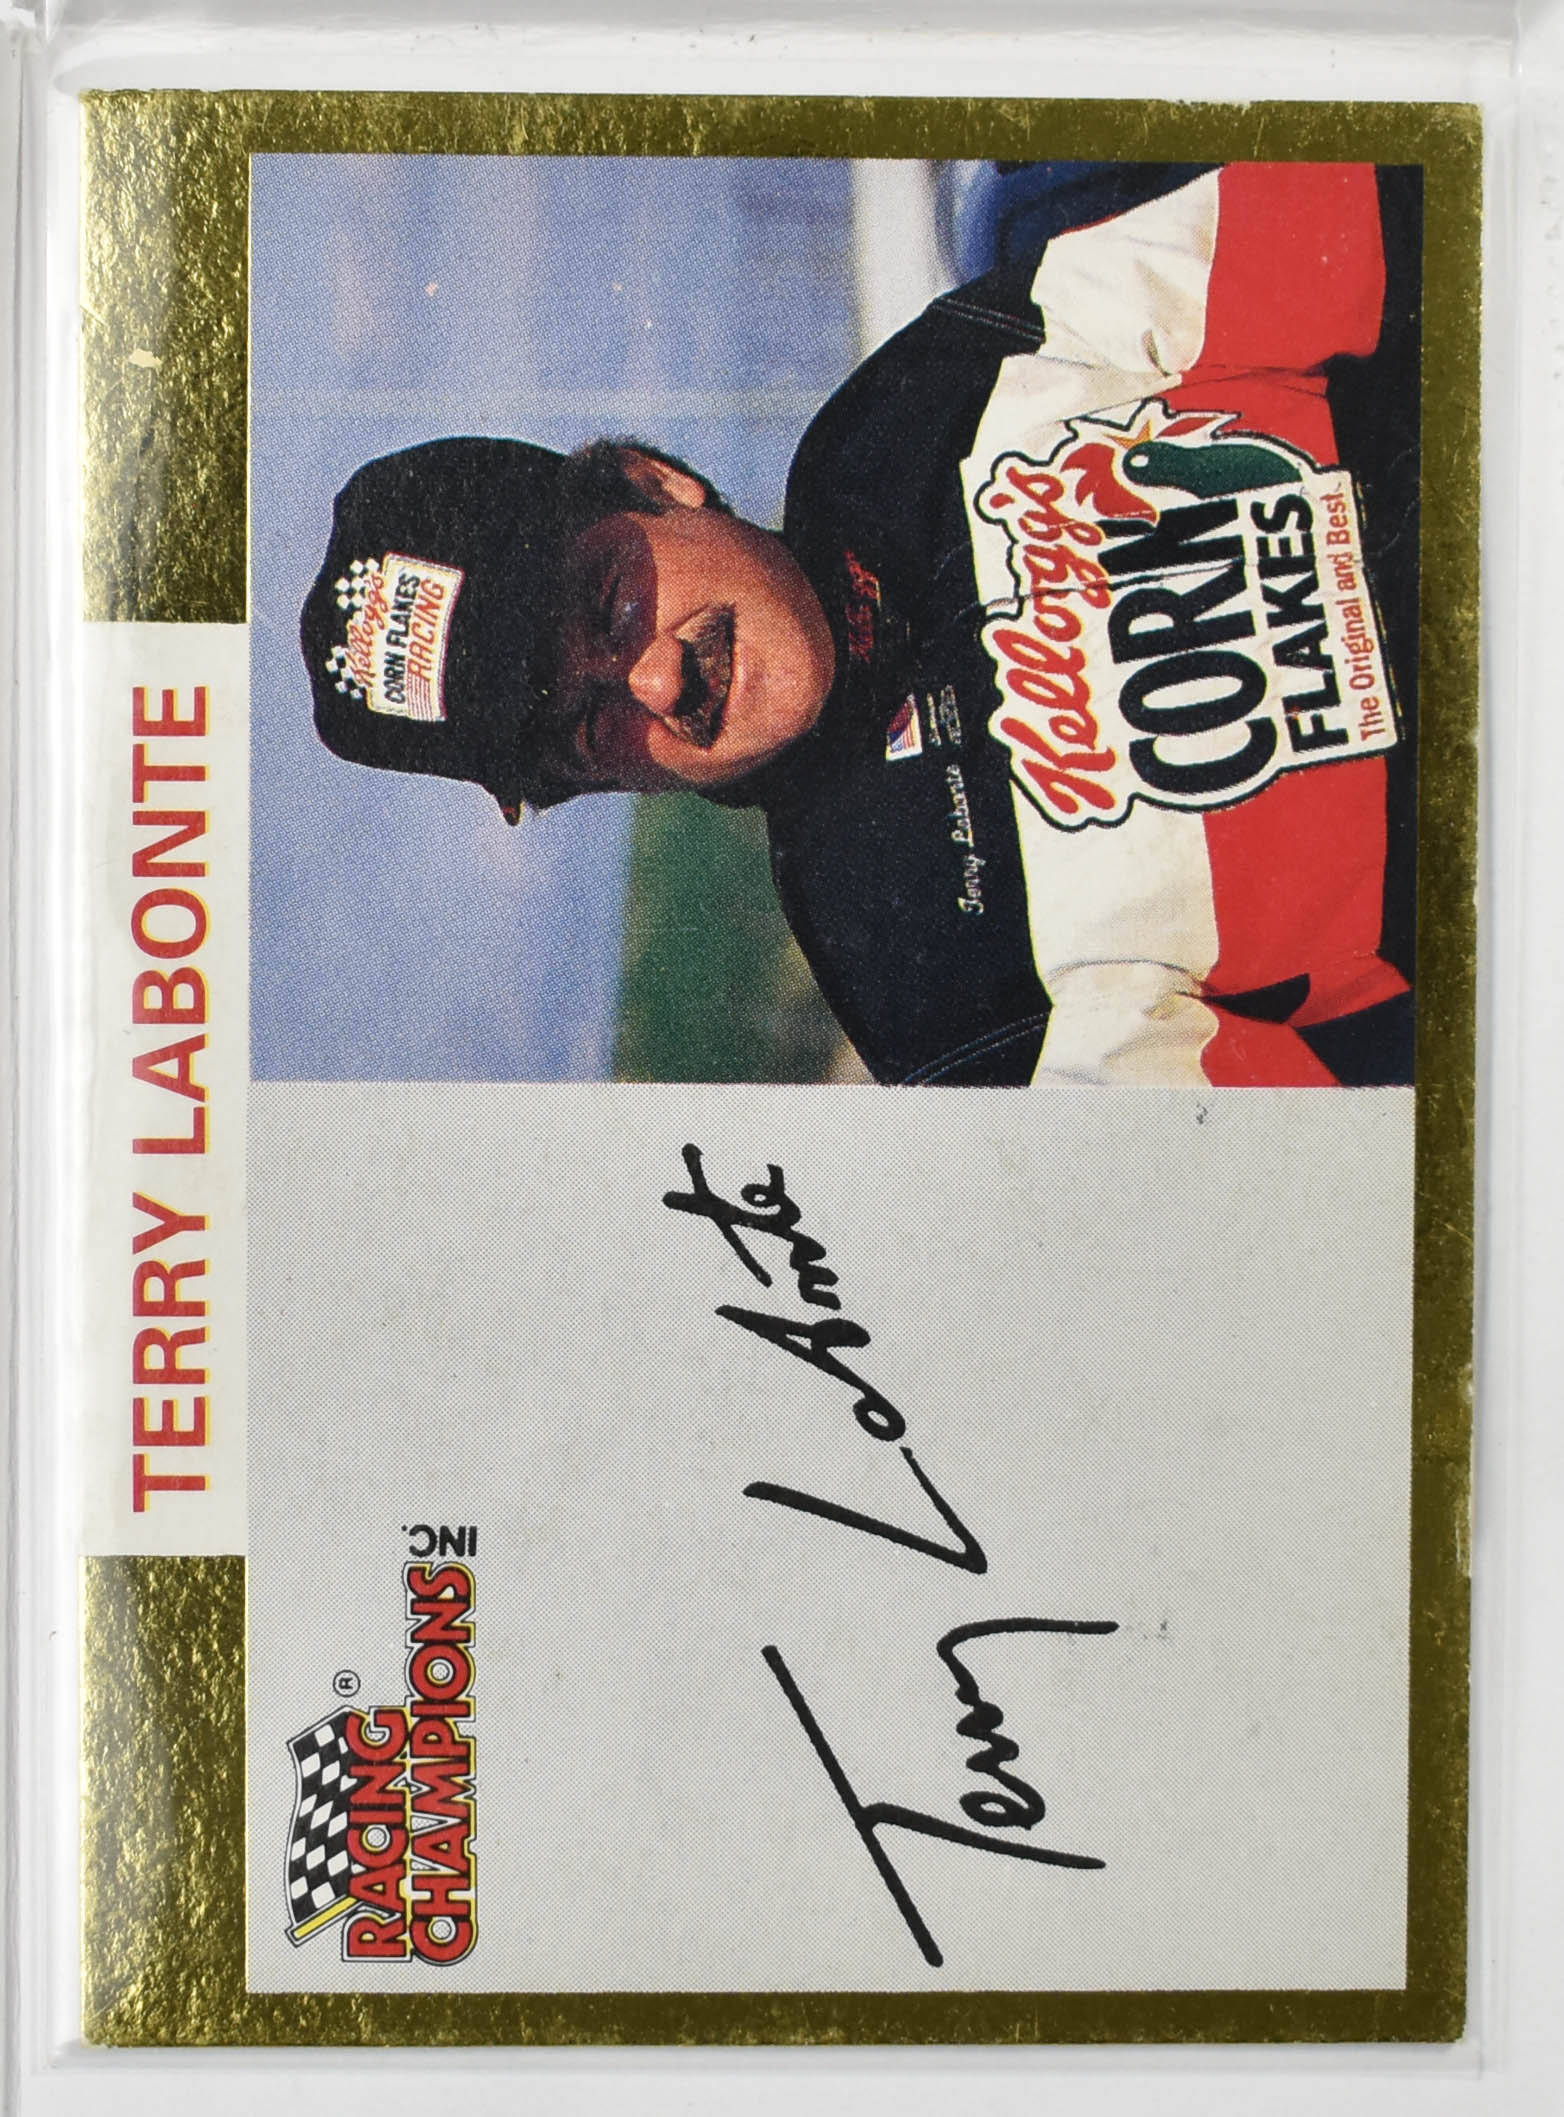 TERRY LABONTE
RACING ®
CHAMPIONS INC.
Terry Labonte
Kellogg's
CORN FLAKES
RACING
Terry Labonte
Kellogg's
CORN
FLAKES
The Original and Best